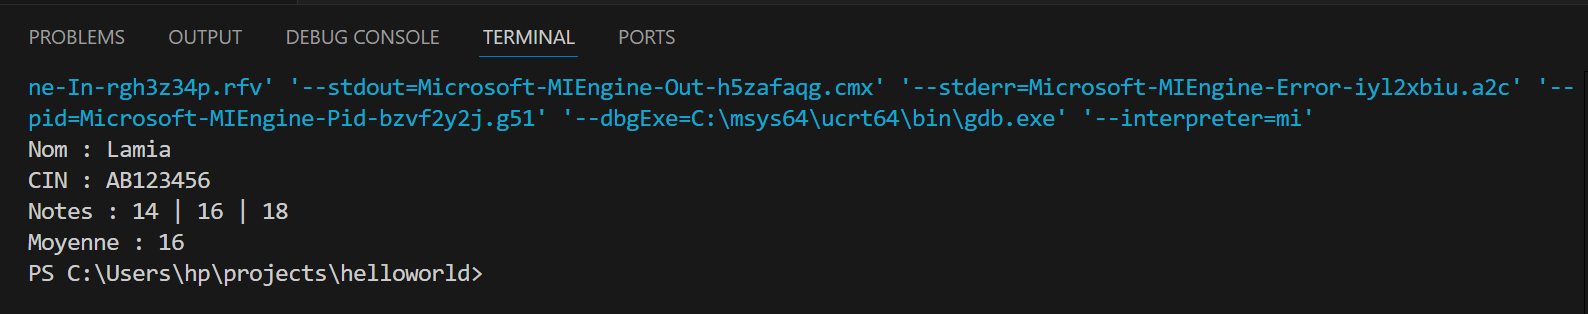 PROBLEMS OUTPUT DEBUG CONSOLE TERMINAL PORTS
ne-In-rgh3z34p.rfv' '--stdout=Microsoft-MIEngine-Out-h5zafaqg.cmx' '--stderr=Microsoft-MIEngine-Error-iyl2xbiu.a2c' '--
pid=Microsoft-MIEngine-Pid-bzvf2y2j.g51' '--dbgExe=C:\msys64\ucrt64\bin\gdb.exe' '--interpreter=mi'
Nom : Lamia
CIN : AB123456
Notes : 14 | 16 | 18
Moyenne : 16
PS C:\Users\hp\projects\helloworld>